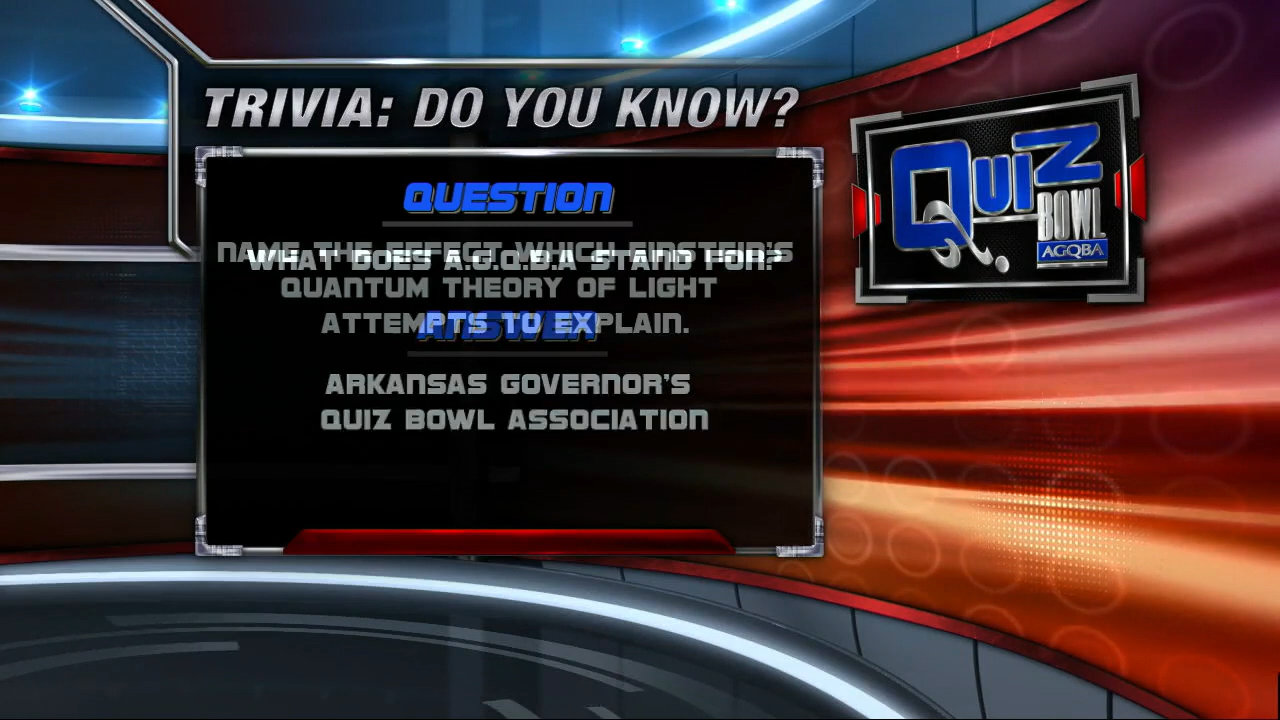 TRIVIA: DO YOU KNOW?
QUESTION
NAME THE EFFECT WHICH EINSTEIN'S
WHAT DOES A.G.Q.B.A STAND FOR?
QUANTUM THEORY OF LIGHT
ATTEMPTS TO EXPLAIN.
ANSWER
ARKANSAS GOVERNOR'S
QUIZ BOWL ASSOCIATION
QUIZ
BOWL
AGQBA